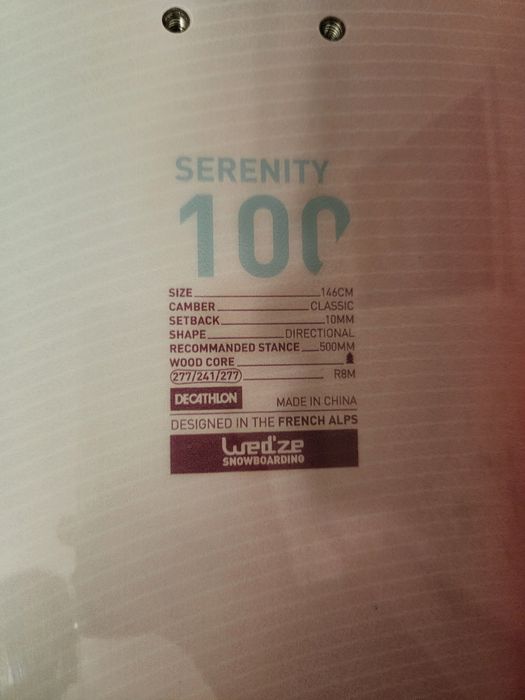 SERENITY
100
SIZE 146CM
CAMBER CLASSIC
SETBACK 10MM
SHAPE DIRECTIONAL
RECOMMANDED STANCE 500MM
WOOD CORE
277/241/277 R8M
DECATHLON MADE IN CHINA
DESIGNED IN THE FRENCH ALPS
wed'ze
SNOWBOARDING